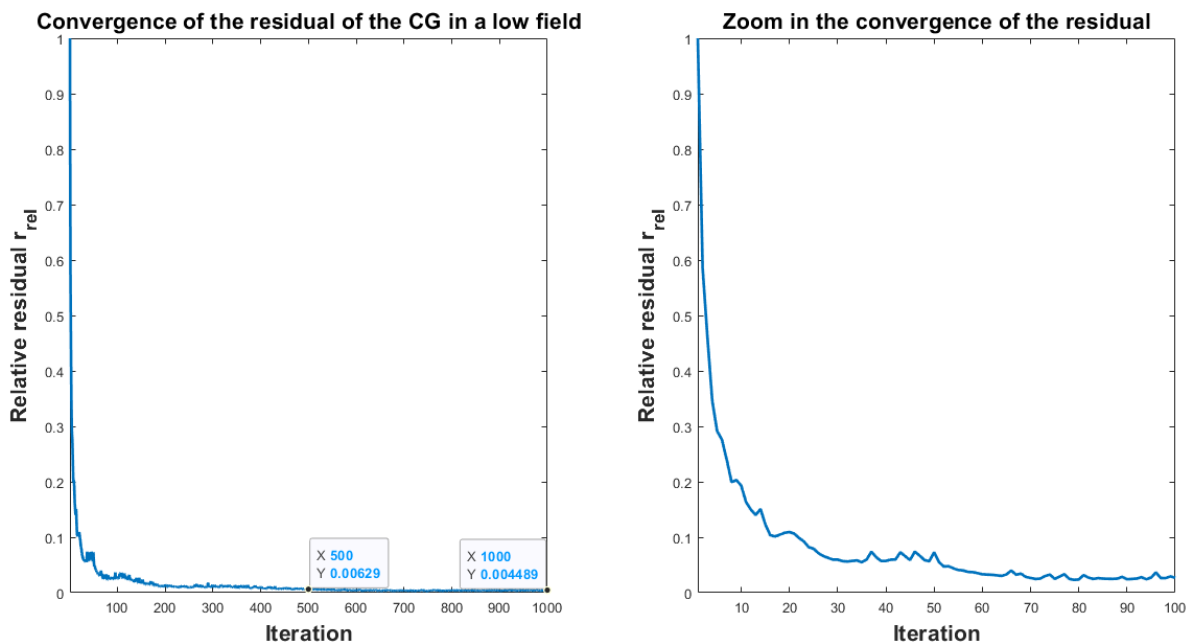 Convergence of the residual of the CG in a low field
1
0.9
0.8
0.7
0.6
0.5
0.4
0.3
0.2
0.1
0
Relative residual r_rel
X 500
Y 0.00629
X 1000
Y 0.004489
100 200 300 400 500 600 700 800 900 1000
Iteration
Zoom in the convergence of the residual
1
0.9
0.8
0.7
0.6
0.5
0.4
0.3
0.2
0.1
0
Relative residual r_rel
10 20 30 40 50 60 70 80 90 100
Iteration